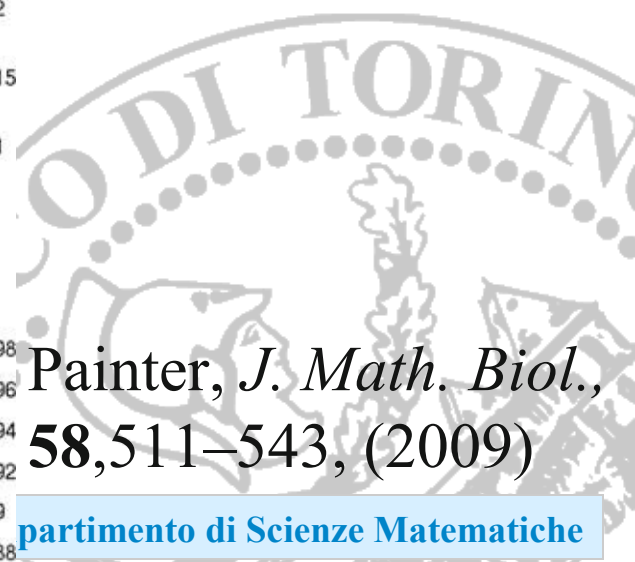 O DI TORIN
Painter, J. Math. Biol.,
58,511–543, (2009)
partimento di Scienze Matematiche